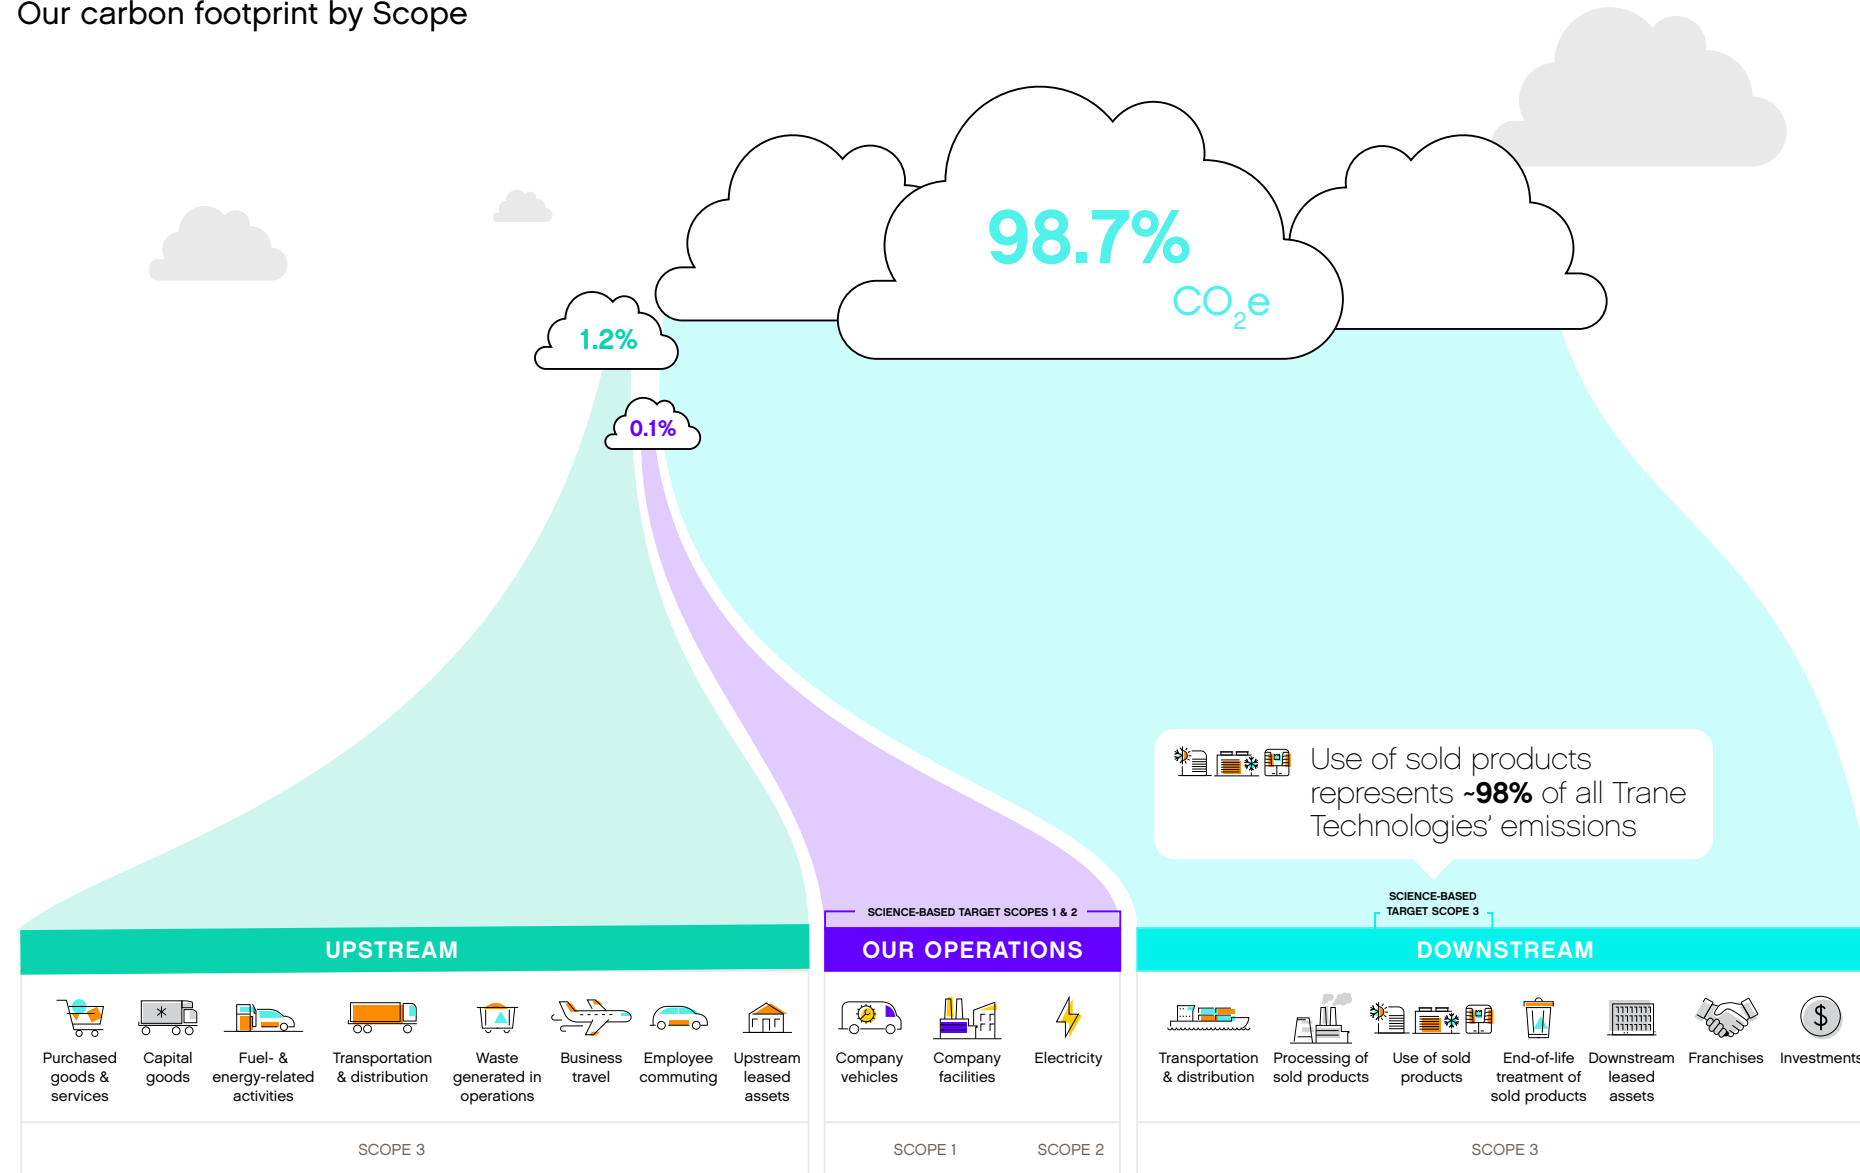 Our carbon footprint by Scope
98.7%
CO2e
1.2%
0.1%
Use of sold products
represents ~98% of all Trane
Technologies' emissions
SCIENCE-BASED
TARGET SCOPE 3
SCIENCE-BASED TARGET SCOPES 1 & 2
UPSTREAM
OUR OPERATIONS
DOWNSTREAM
Purchased
goods &
services
Capital
goods
Fuel- &
energy-related
activities
Transportation
& distribution
Waste
generated in
operations
Business
travel
Employee
commuting
Upstream
leased
assets
Company
vehicles
Company
facilities
Electricity
Transportation
& distribution
Processing of
sold products
Use of sold
products
End-of-life
treatment of
sold products
Downstream
leased
assets
Franchises
Investments
SCOPE 3
SCOPE 1
SCOPE 2
SCOPE 3